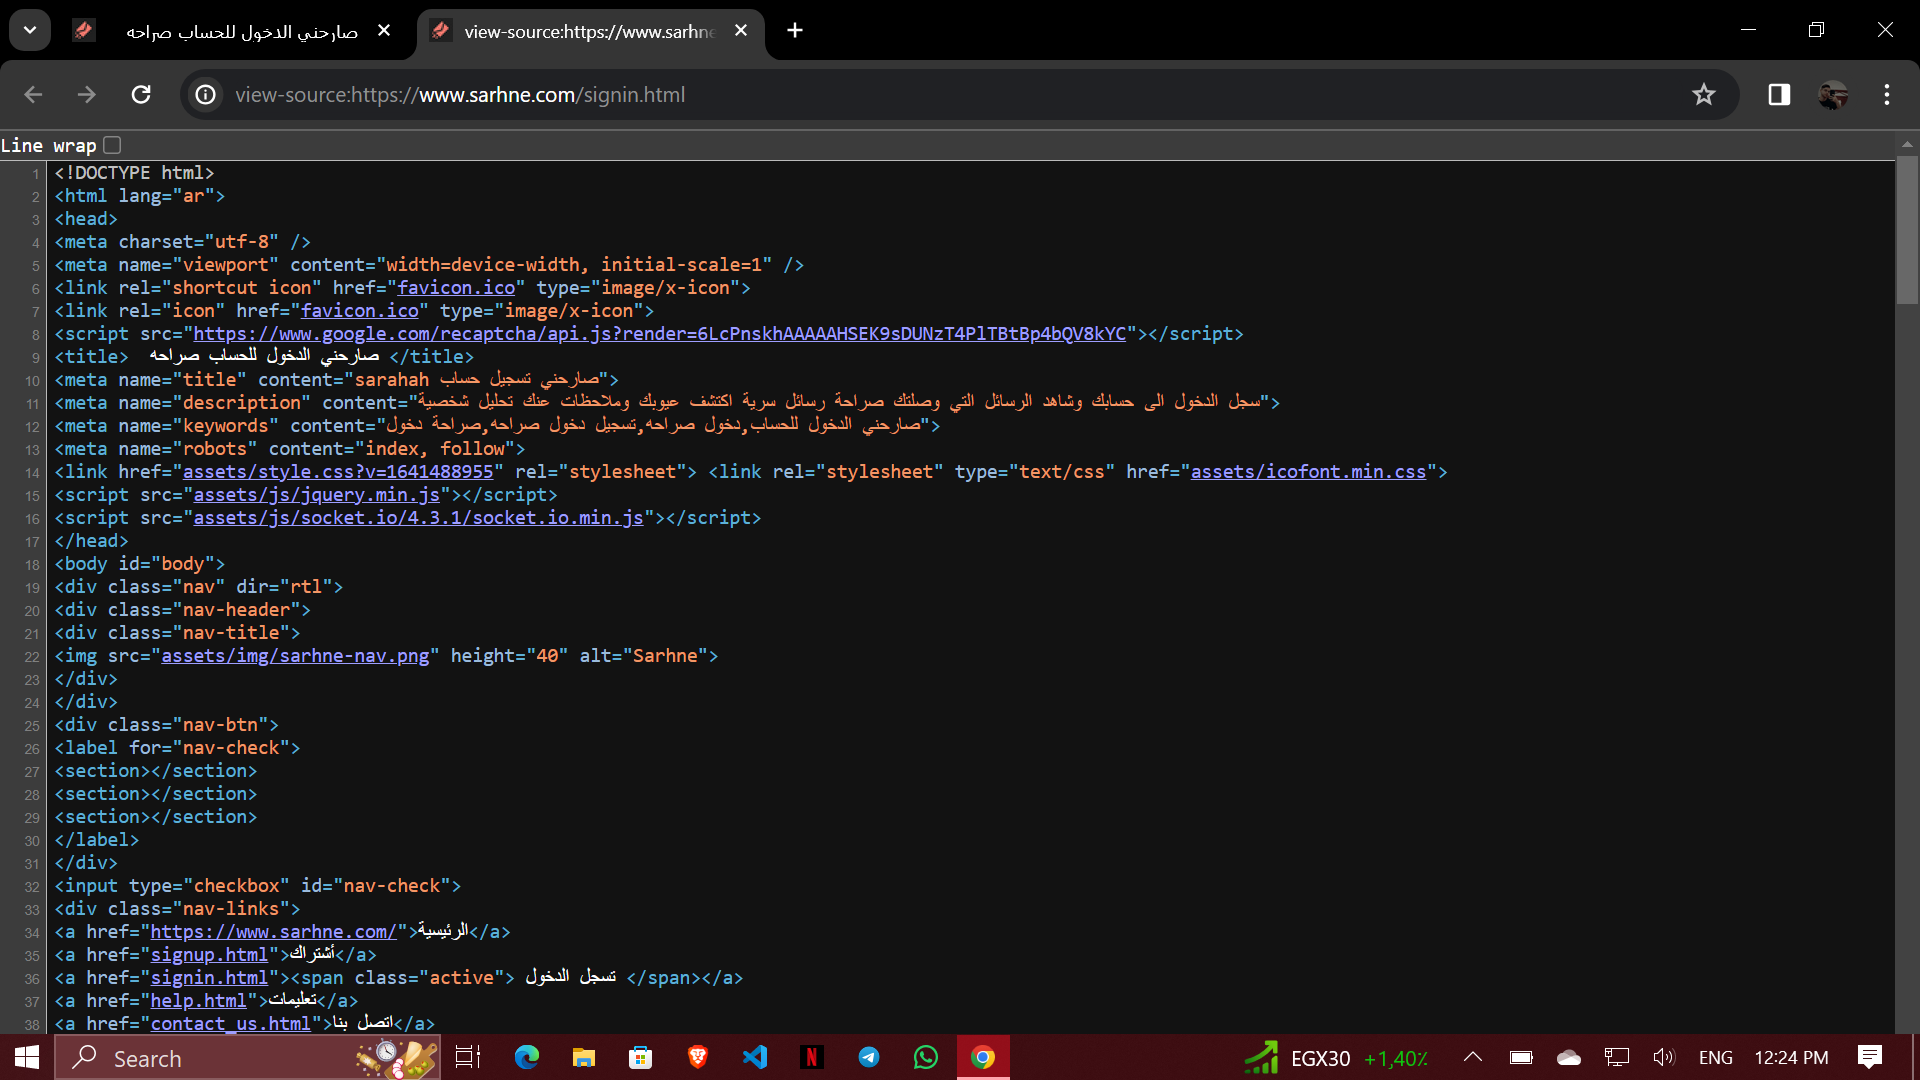 صارحني الدخول للحساب صراحه
view-source:https://www.sarhne
view-source:https://www.sarhne.com/signin.html
Line wrap
1 <!DOCTYPE html>
2 <html lang="ar">
3 <head>
4 <meta charset="utf-8" />
5 <meta name="viewport" content="width=device-width, initial-scale=1" />
6 <link rel="shortcut icon" href="favicon.ico" type="image/x-icon">
7 <link rel="icon" href="favicon.ico" type="image/x-icon">
8 <script src="https://www.google.com/recaptcha/api.js?render=6LcPnskhAAAAAHSEK9sDUNzT4PlTBtBp4bQV8kYC"></script>
9 <title> صارحني الدخول للحساب صراحه </title>
10 <meta name="title" content="sarahah صارحني تسجيل حساب">
11 <meta name="description" content="سجل الدخول الى حسابك وشاهد الرسائل التي وصلتك صراحة رسائل سرية اكتشف عيوبك وملاحظات عنك تحليل شخصية">
12 <meta name="keywords" content="صارحني الدخول للحساب,دخول صراحه,تسجيل دخول صراحه,صراحة دخول">
13 <meta name="robots" content="index, follow">
14 <link href="assets/style.css?v=1641488955" rel="stylesheet"> <link rel="stylesheet" type="text/css" href="assets/icofont.min.css">
15 <script src="assets/js/jquery.min.js"></script>
16 <script src="assets/js/socket.io/4.3.1/socket.io.min.js"></script>
17 </head>
18 <body id="body">
19 <div class="nav" dir="rtl">
20 <div class="nav-header">
21 <div class="nav-title">
22 <img src="assets/img/sarhne-nav.png" height="40" alt="Sarhne">
23 </div>
24 </div>
25 <div class="nav-btn">
26 <label for="nav-check">
27 <section></section>
28 <section></section>
29 <section></section>
30 </label>
31 </div>
32 <input type="checkbox" id="nav-check">
33 <div class="nav-links">
34 <a href="https://www.sarhne.com/">الرئيسية</a>
35 <a href="signup.html">أشتراك</a>
36 <a href="signin.html"><span class="active"> تسجل الدخول </span></a>
37 <a href="help.html">تعليمات</a>
38 <a href="contact_us.html">اتصل بنا</a>
Search
EGX30 +1,40%
ENG
12:24 PM